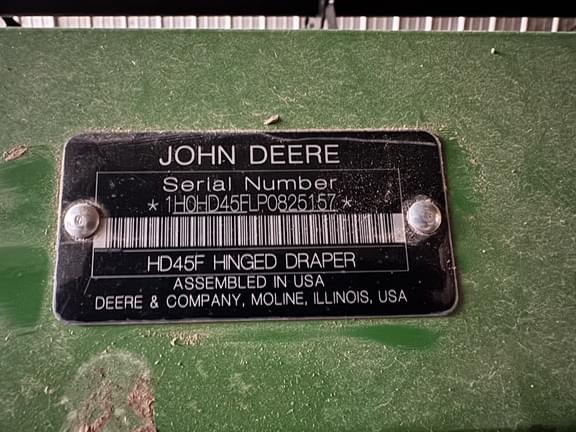 JOHN DEERE
Serial Number
*1H0HD45FLP0825157*
HD45F HINGED DRAPER
ASSEMBLED IN USA
DEERE & COMPANY, MOLINE, ILLINOIS, USA